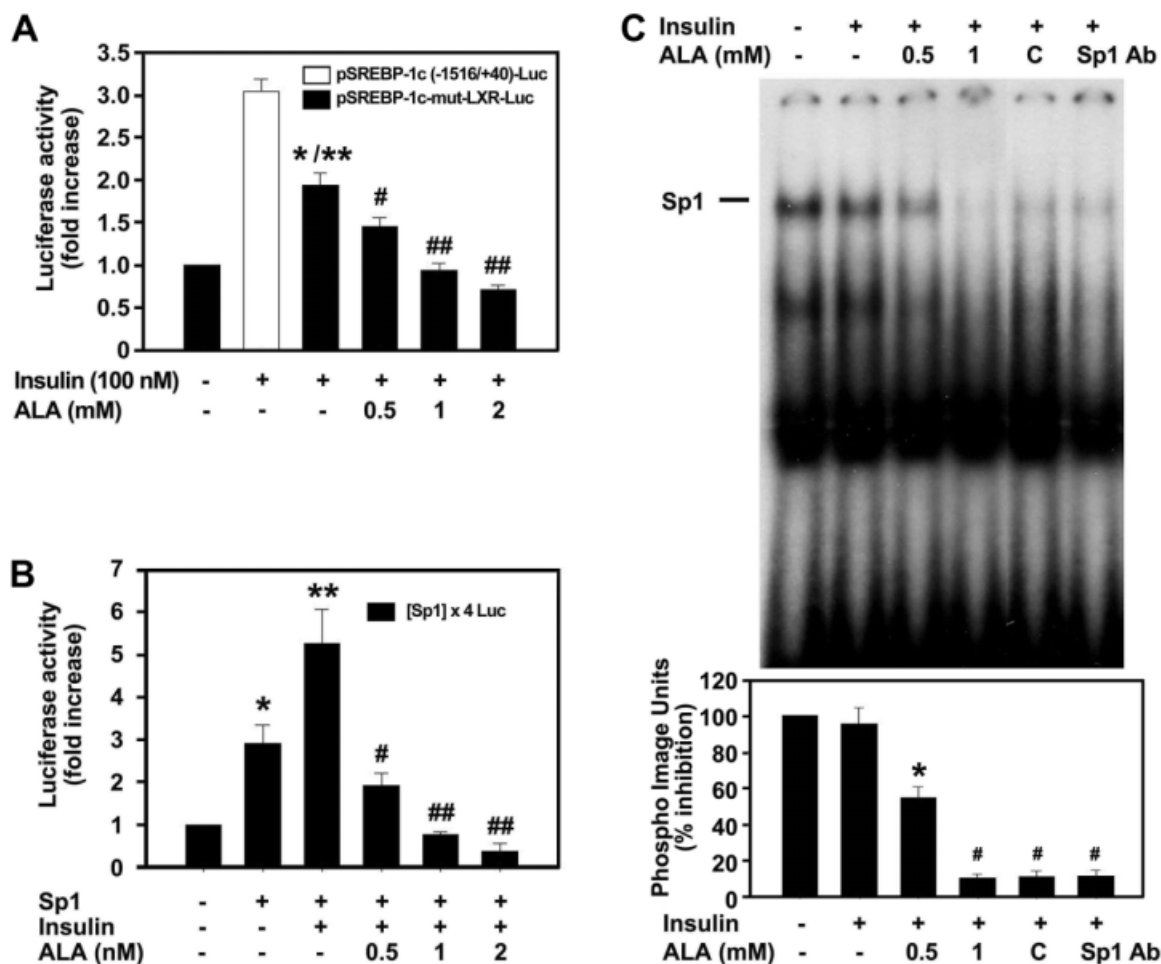 A
Luciferase activity
(fold increase)
3.5
3.0
2.5
2.0
1.5
1.0
0.5
0
pSREBP-1c (-1516/+40)-Luc
pSREBP-1c-mut-LXR-Luc
* /**
#
##
##
Insulin (100 nM) - + + + + +
ALA (mM) - - - 0.5 1 2
B
Luciferase activity
(fold increase)
7
6
5
4
3
2
1
0
[Sp1] x 4 Luc
*
**
#
##
##
Sp1 - + + + + +
Insulin - - + + + +
ALA (nM) - - - 0.5 1 2
C
Insulin - + + + + +
ALA (mM) - - 0.5 1 C Sp1 Ab
Sp1
Phospho Image Units
(% inhibition)
120
100
80
60
40
20
0
*
#
#
#
Insulin - + + + + +
ALA (mM) - - 0.5 1 C Sp1 Ab